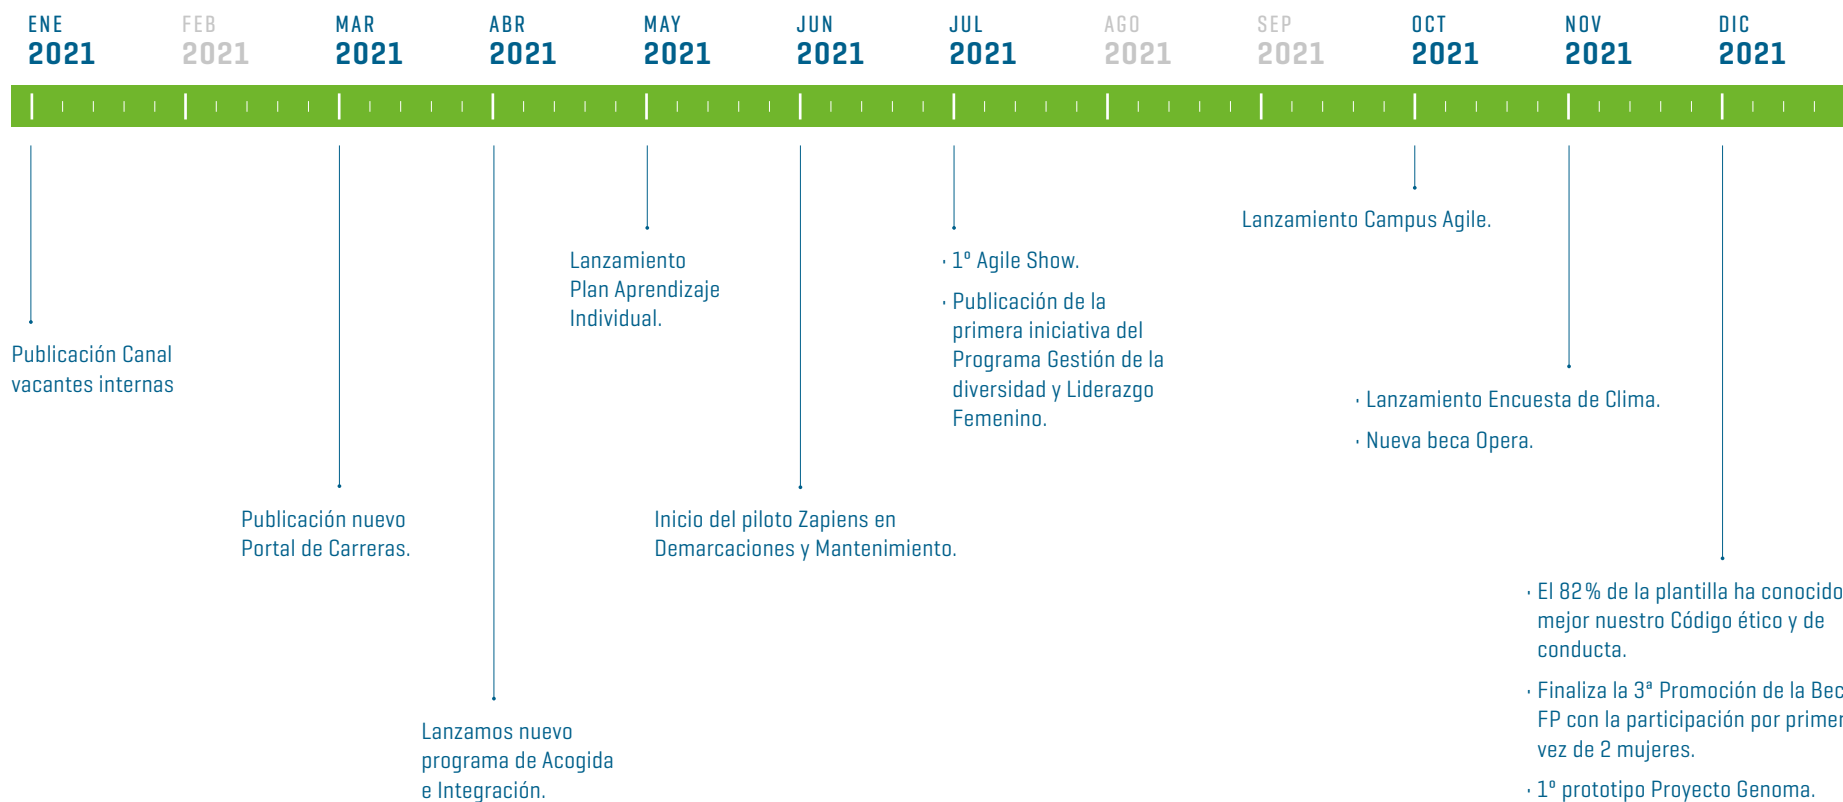 ENE
2021
FEB
2021
MAR
2021
ABR
2021
MAY
2021
JUN
2021
JUL
2021
AGO
2021
SEP
2021
OCT
2021
NOV
2021
DIC
2021
Publicación Canal
vacantes internas
Publicación nuevo
Portal de Carreras.
Lanzamos nuevo
programa de Acogida
e Integración.
Lanzamiento
Plan Aprendizaje
Individual.
Inicio del piloto Zapiens en
Demarcaciones y Mantenimiento.
· 1º Agile Show.
· Publicación de la
primera iniciativa del
Programa Gestión de la
diversidad y Liderazgo
Femenino.
Lanzamiento Campus Agile.
· Lanzamiento Encuesta de Clima.
· Nueva beca Opera.
· El 82% de la plantilla ha conocido
mejor nuestro Código ético y de
conducta.
· Finaliza la 3ª Promoción de la Bec
FP con la participación por primer
vez de 2 mujeres.
· 1º prototipo Proyecto Genoma.